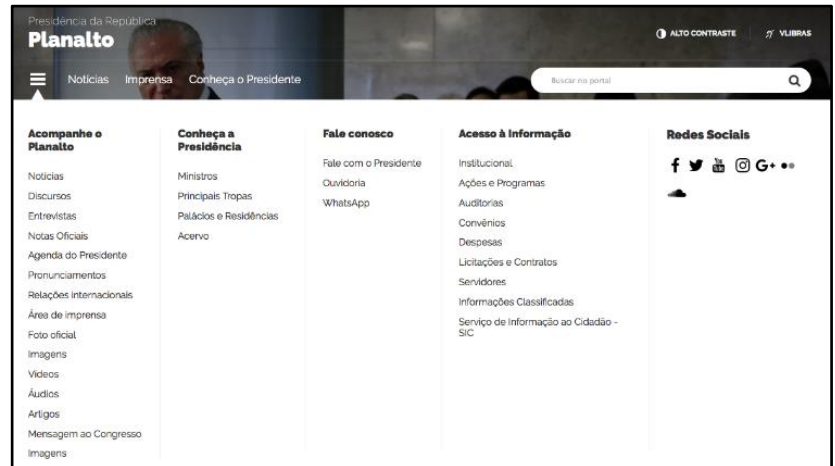 Presidência da República
Planalto
ALTO CONTRASTE
VLIBRAS
Notícias
Imprensa
Conheça o Presidente
Buscar no portal
Acompanhe o
Planalto
Notícias
Discursos
Entrevistas
Notas Oficiais
Agenda do Presidente
Pronunciamentos
Relações internacionais
Área de imprensa
Foto oficial
Imagens
Vídeos
Áudios
Artigos
Mensagem ao Congresso
Imagens
Conheça a
Presidência
Ministros
Principais Tropas
Palácios e Residências
Acervo
Fale conosco
Fale com o Presidente
Ouvidoria
WhatsApp
Acesso à Informação
Institucional
Ações e Programas
Auditorias
Convênios
Despesas
Licitações e Contratos
Servidores
Informações Classificadas
Serviço de Informação ao Cidadão -
SIC
Redes Sociais
You Tube
G+